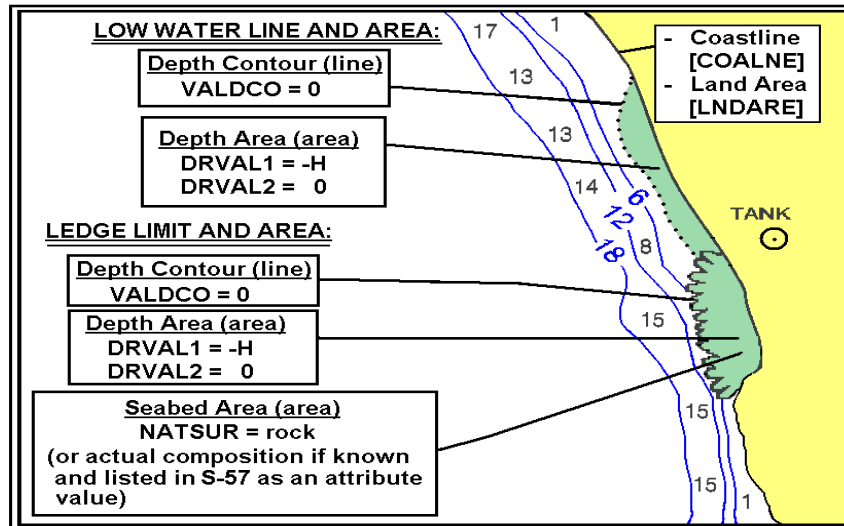 LOW WATER LINE AND AREA:
Depth Contour (line)
VALDCO = 0
Depth Area (area)
DRVAL1 = -H
DRVAL2 = 0
LEDGE LIMIT AND AREA:
Depth Contour (line)
VALDCO = 0
Depth Area (area)
DRVAL1 = -H
DRVAL2 = 0
Seabed Area (area)
NATSUR = rock
(or actual composition if known
and listed in S-57 as an attribute
value)
- Coastline
[COALNE]
- Land Area
[LNDARE]
17
1
13
13
14
6
12
18
8
TANK
15
15
15
1